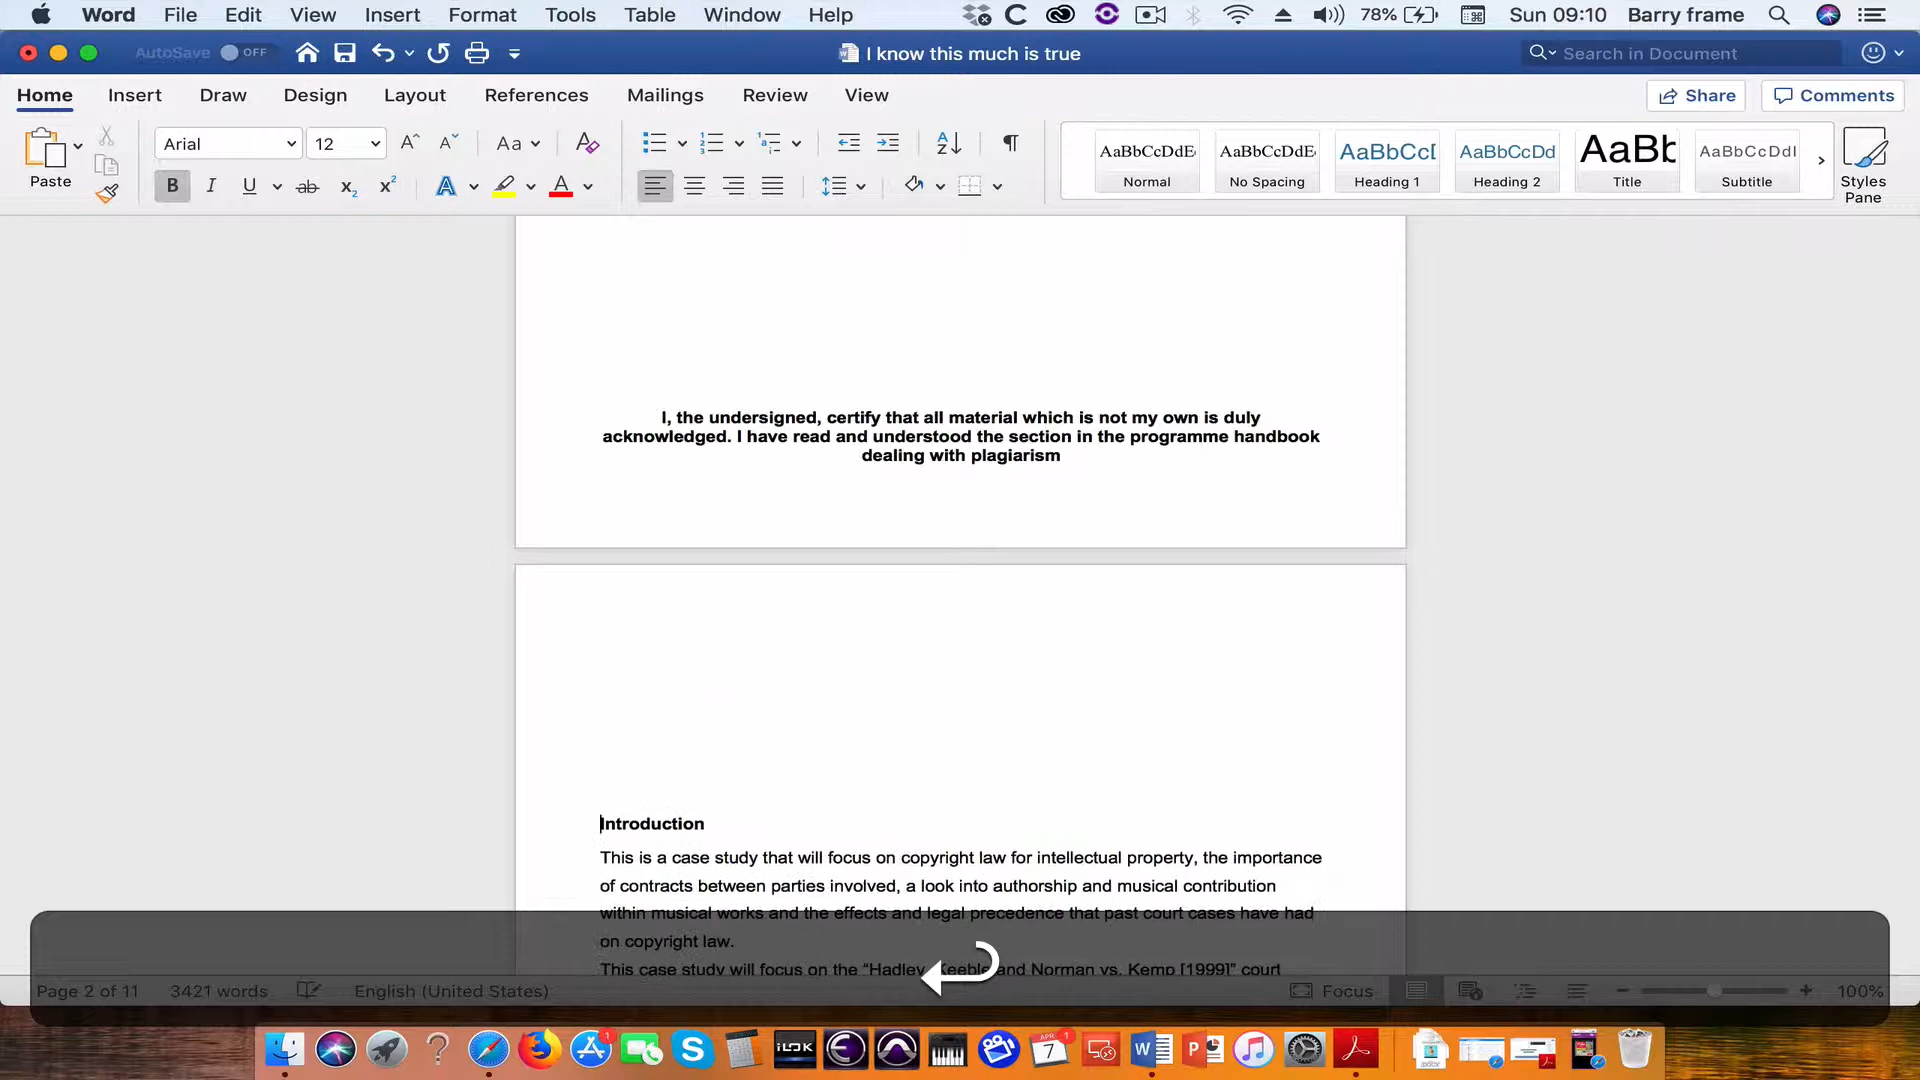 Word File Edit View Insert Format Tools Table Window Help 78% Sun 09:10 Barry frame
AutoSave OFF I know this much is true Search in Document
Home Insert Draw Design Layout References Mailings Review View Share Comments
Paste Arial 12 Aa
AaBbCcDdE AaBbCcDdE AaBbCcD AaBbCcDd AaBb AaBbCcDdI
Normal No Spacing Heading 1 Heading 2 Title Subtitle Styles Pane
B I U ab x2 x2 A A
I, the undersigned, certify that all material which is not my own is duly
acknowledged. I have read and understood the section in the programme handbook
dealing with plagiarism
Introduction
This is a case study that will focus on copyright law for intellectual property, the importance
of contracts between parties involved, a look into authorship and musical contribution
within musical works and the effects and legal precedence that past court cases have had
on copyright law.
This case study will focus on the “Hadley, Keeble and Norman vs. Kemp [1999]” court
Page 2 of 11 3421 words English (United States) Focus 100%
iLOK APR 7